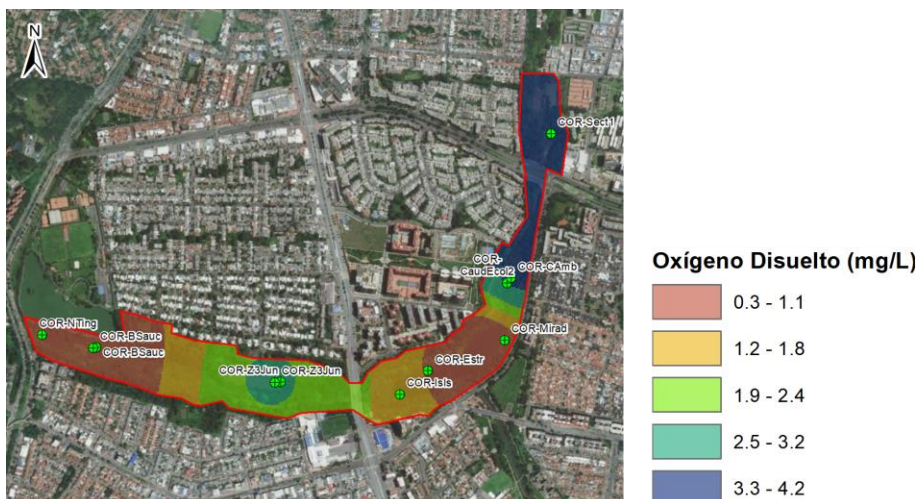 N
COR-Sect1
COR-
CaudEcol2
COR-CAmb
COR-NTing
COR-BSauc
COR-BSauc
COR-Z3Jun
COR-Z3Jun
COR-Mirad
COR-Estr
COR-Isis
Oxígeno Disuelto (mg/L)
0.3 - 1.1
1.2 - 1.8
1.9 - 2.4
2.5 - 3.2
3.3 - 4.2